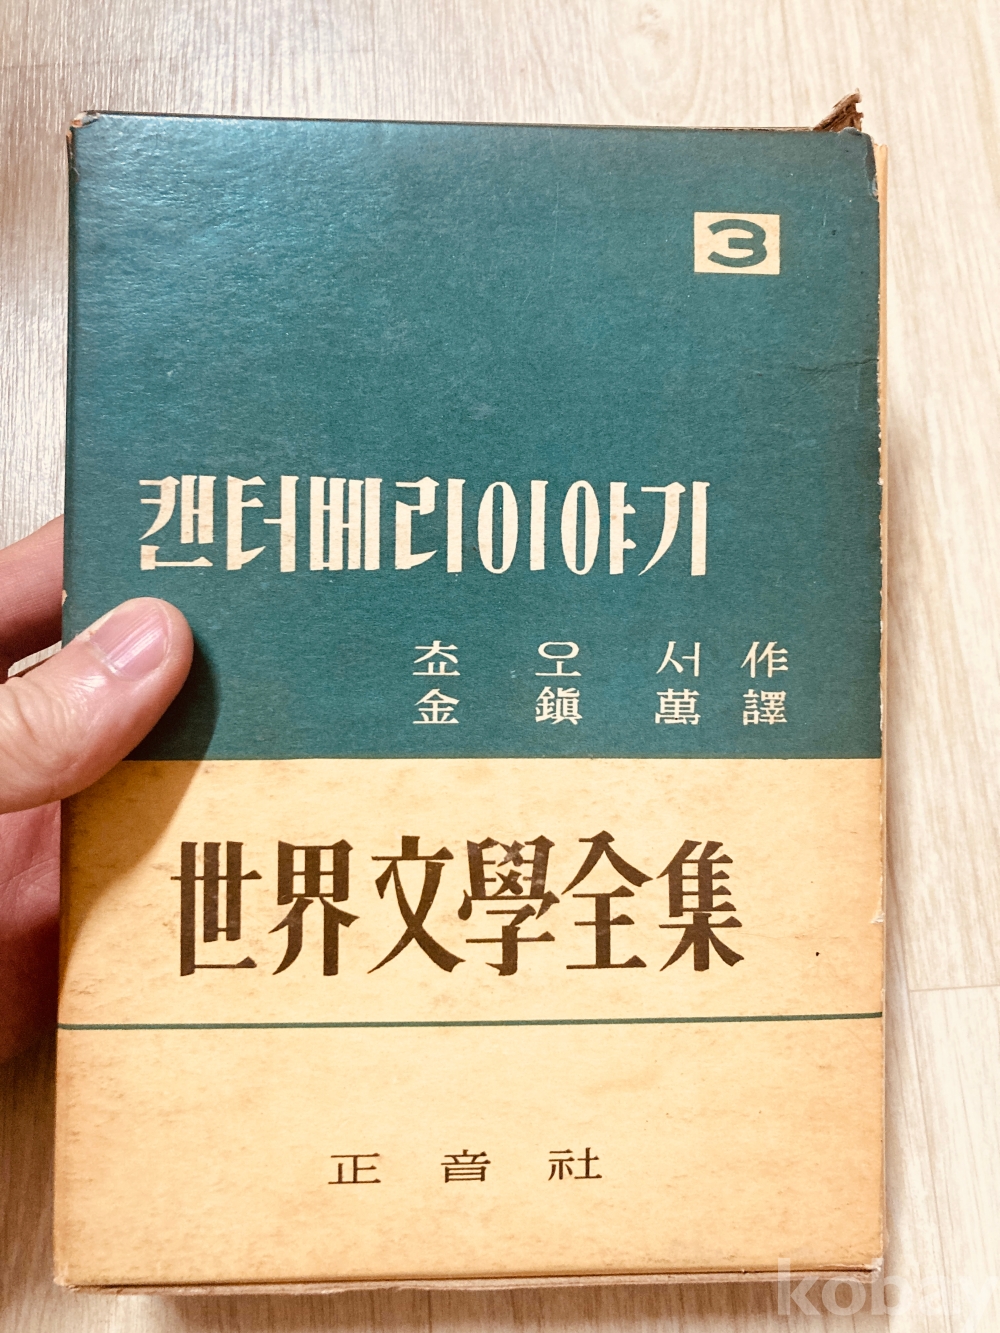 3
캔터베리이야기
쵸오서 作
金鎭萬 譯
世界文學全集
正音社